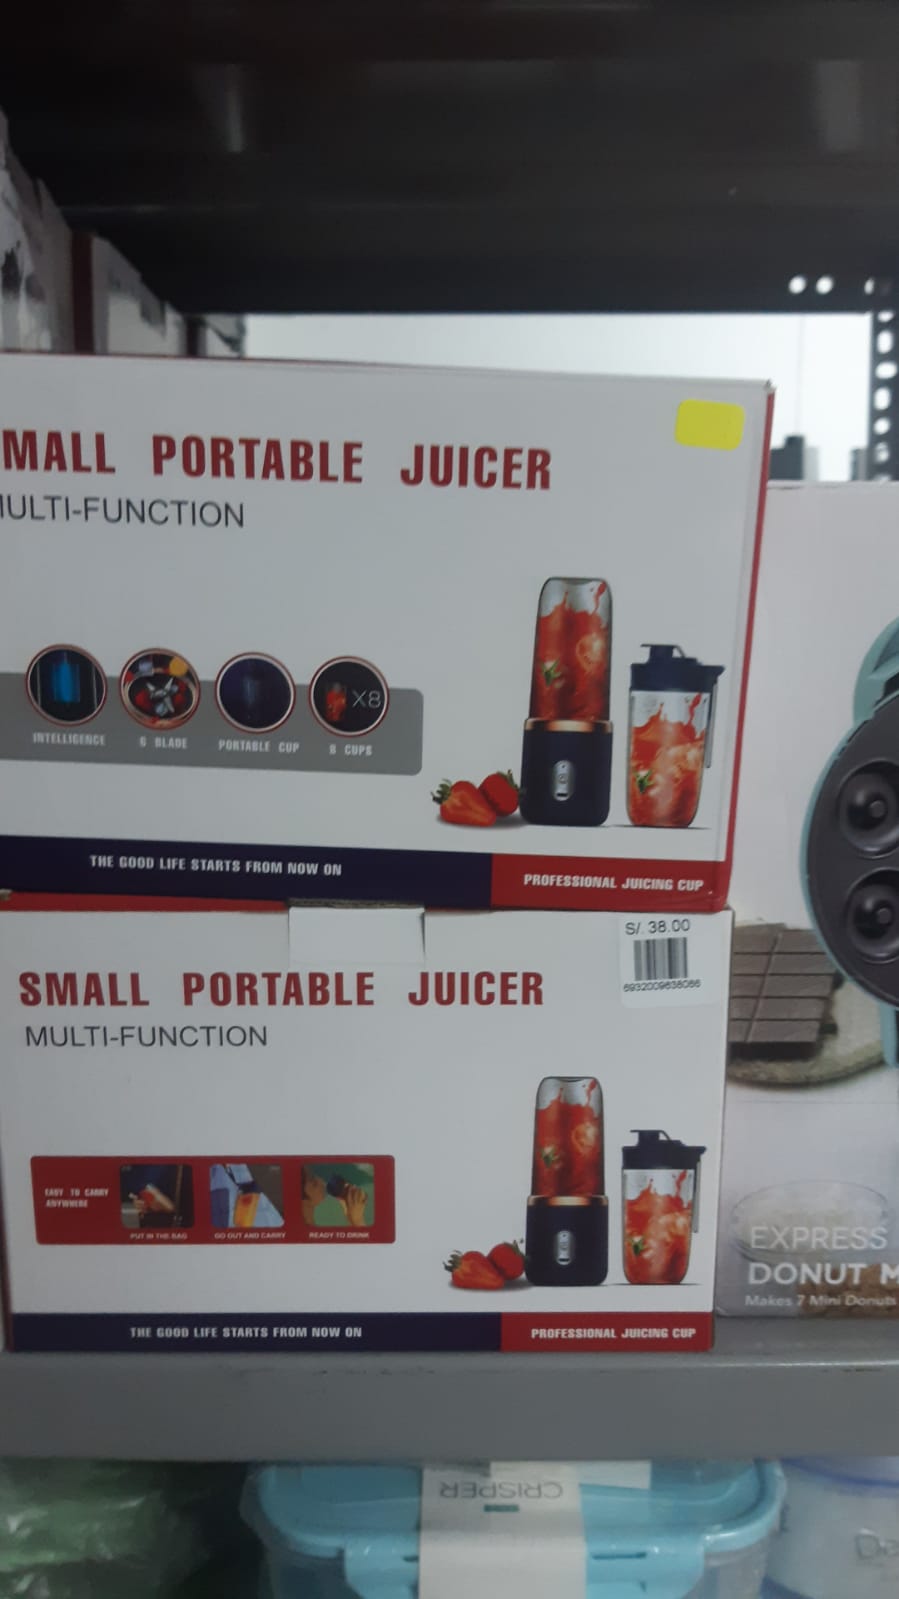 MALL PORTABLE JUICER
ULTI-FUNCTION
X8
INTELLIGENCE 6 BLADE PORTABLE CUP 8 CUPS
THE GOOD LIFE STARTS FROM NOW ON
PROFESSIONAL JUICING CUP
S/. 38.00
6932009638086
SMALL PORTABLE JUICER
MULTI-FUNCTION
EASY TO CARRY
ANYWHERE
PUT IN THE BAG GO OUT AND CARRY READY TO DRINK
THE GOOD LIFE STARTS FROM NOW ON
PROFESSIONAL JUICING CUP
EXPRESS
DONUT M
Makes 7 Mini Donuts
CRISPER